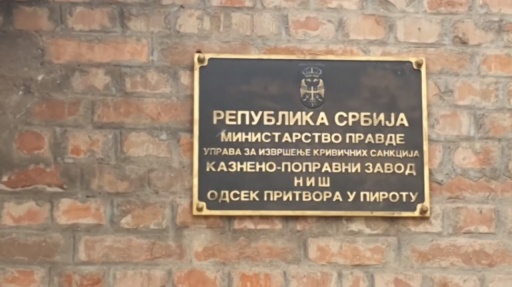 РЕПУБЛИКА СРБИЈА
МИНИСТАРСТВО ПРАВДЕ
УПРАВА ЗА ИЗВРШЕЊЕ КРИВИЧНИХ САНКЦИЈА
КАЗНЕНО-ПОПРАВНИ ЗАВОД
НИШ
ОДСЕК ПРИТВОРА У ПИРОТУ